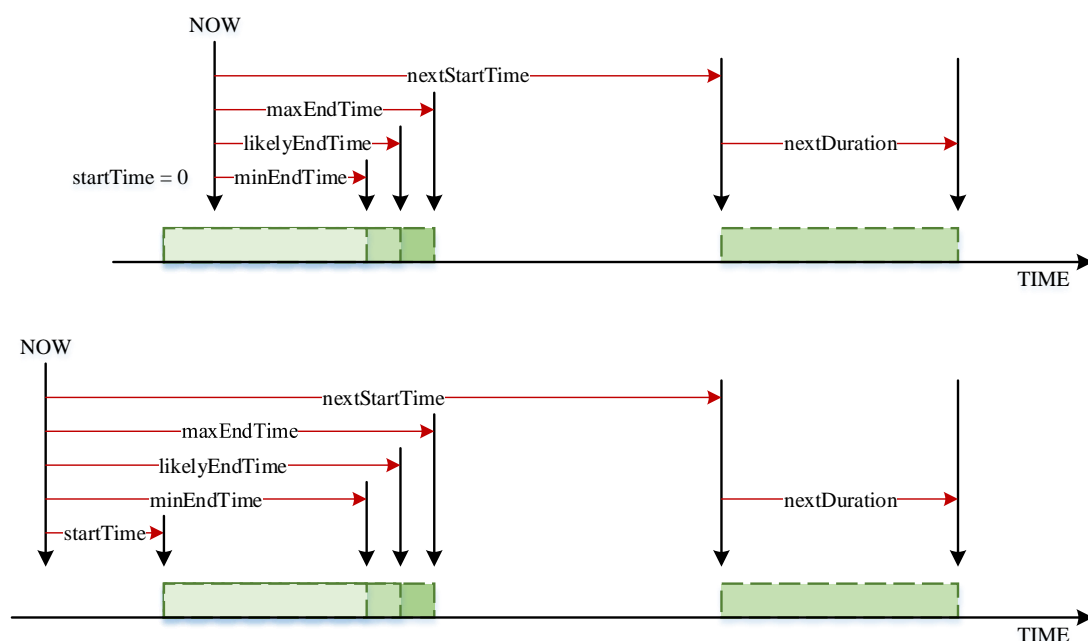 NOW
nextStartTime
maxEndTime
likelyEndTime
nextDuration
startTime = 0
minEndTime
TIME
NOW
nextStartTime
maxEndTime
likelyEndTime
minEndTime
nextDuration
startTime
TIME